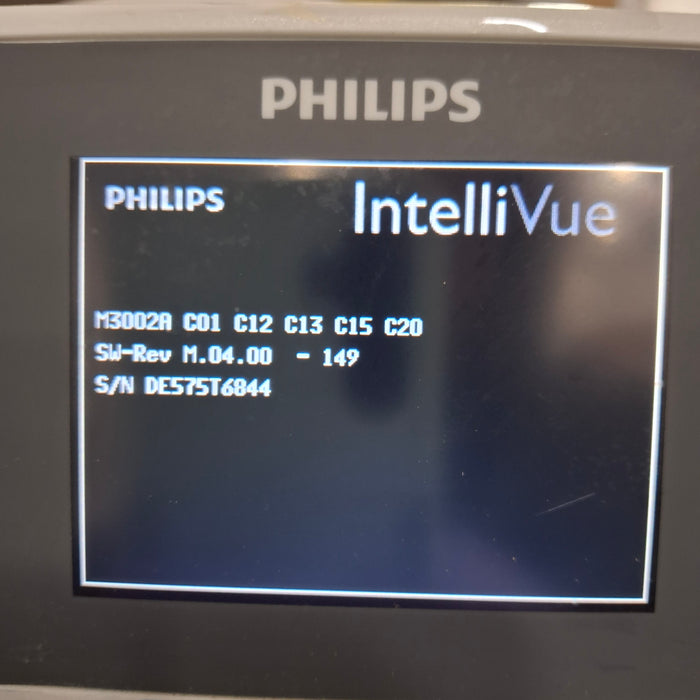 PHILIPS
PHILIPS IntelliVue
M3002A C01 C12 C13 C15 C20
SW-Rev M.04.00 - 149
S/N DE575T6844